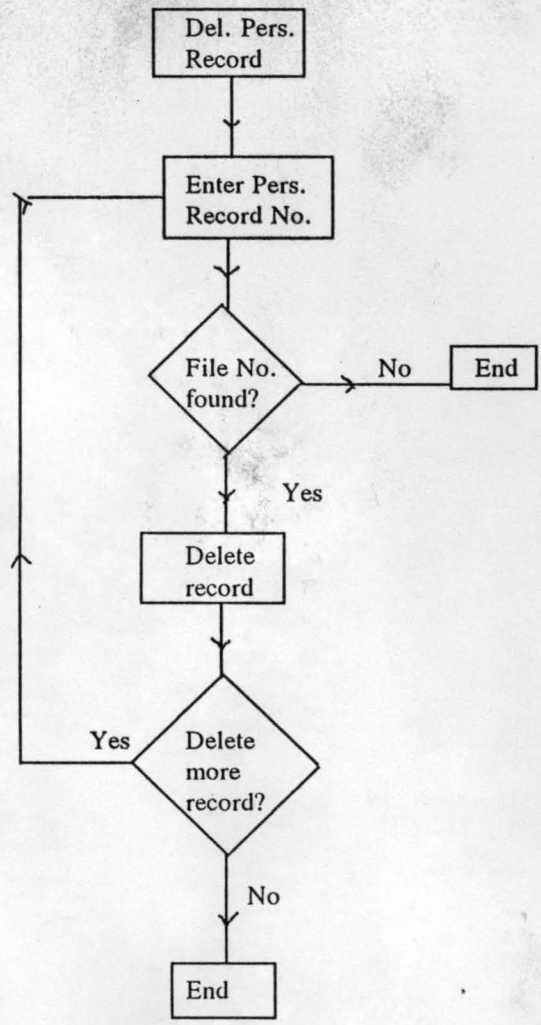 Del. Pers.
Record
Enter Pers.
Record No.
File No.
found?
No
End
Yes
Delete
record
Yes
Delete
more
record?
No
End